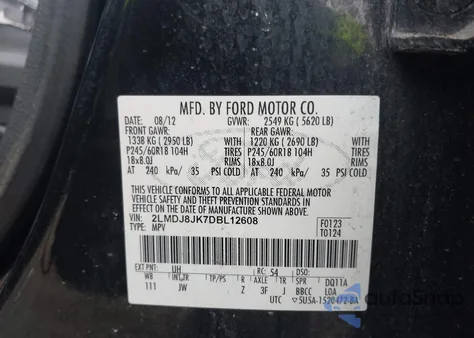 MFD. BY FORD MOTOR CO.
08/12 GVWR: 2549 KG ( 5620 LB)
FRONT GAWR: REAR GAWR:
1338 KG ( 2950 LB) 1220 KG ( 2690 LB)
P245/60R18 104H TIRES P245/60R18 104H TIRES
18x8.0J RIMS 18x8.0J RIMS
AT 240 kPa/ 35 PSI COLD AT 240 kPa/ 35 PSI COLD
THIS VEHICLE CONFORMS TO ALL APPLICABLE FEDERAL MOTOR
VEHICLE SAFETY AND THEFT PREVENTION STANDARDS IN
EFFECT ON THE DATE OF MANUFACTURE SHOWN ABOVE.
VIN: 2LMDJ8JK7DBL12608 F0123
TYPE: MPV T0124
EXT PNT: UH RC: 54 DSO:
WB INT TR TP/PS R AXLE TR SPR DQ11A
111 JW Z 3F J BBCC LOA
UTC
autoSnap